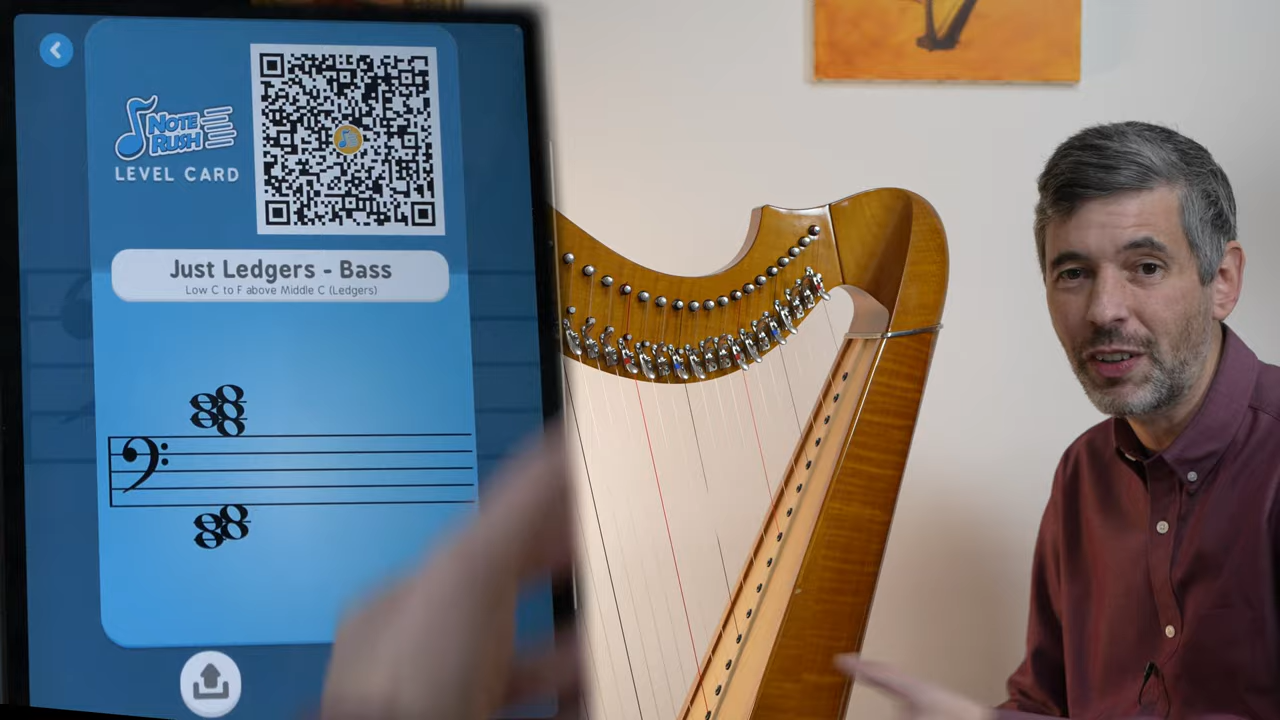 NOTE
RUSH
LEVEL CARD
Just Ledgers - Bass
Low C to F above Middle C (Ledgers)